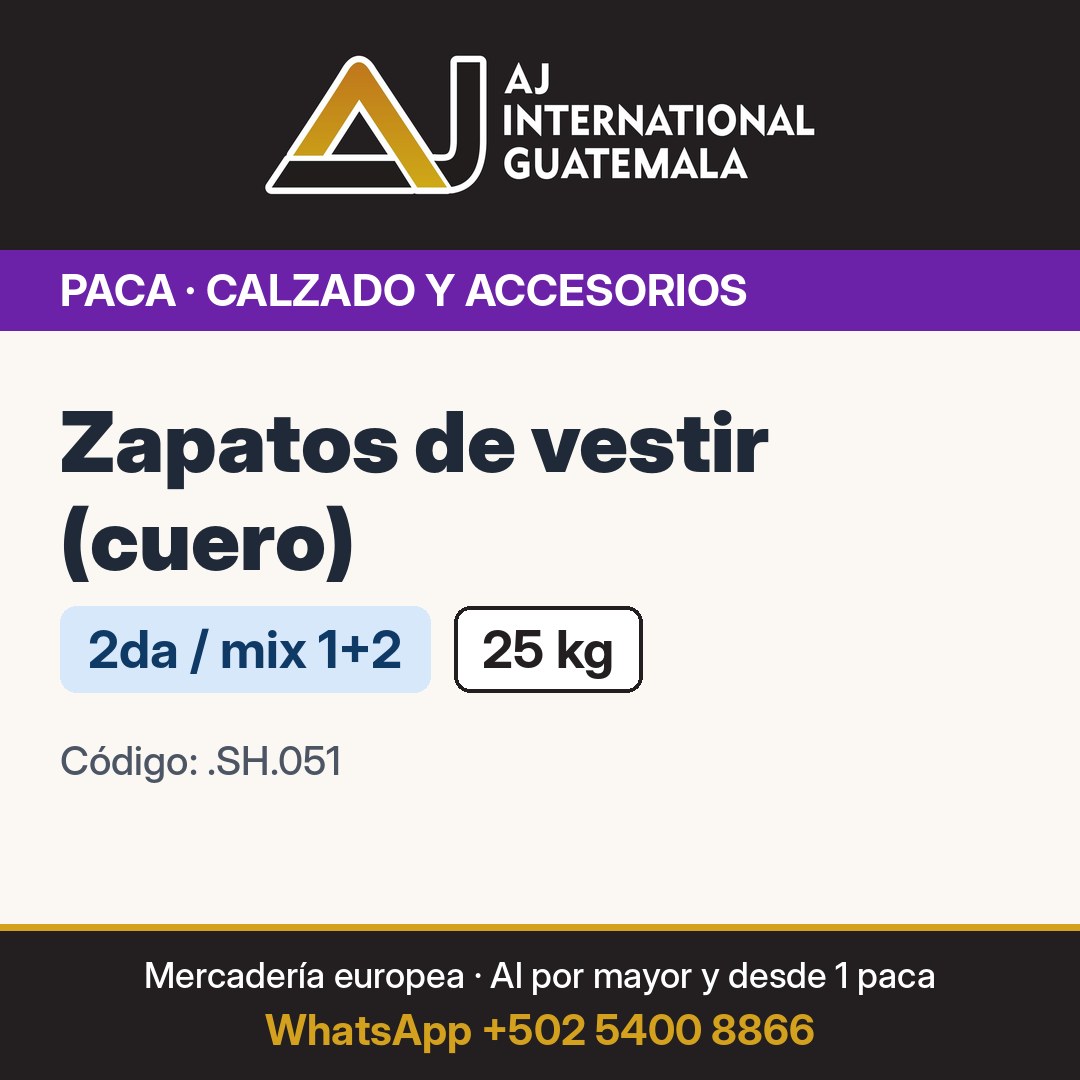 AJ
AJ
INTERNATIONAL
GUATEMALA
PACA · CALZADO Y ACCESORIOS
Zapatos de vestir
(cuero)
2da / mix 1+2
25 kg
Código: .SH.051
Mercadería europea · Al por mayor y desde 1 paca
WhatsApp +502 5400 8866